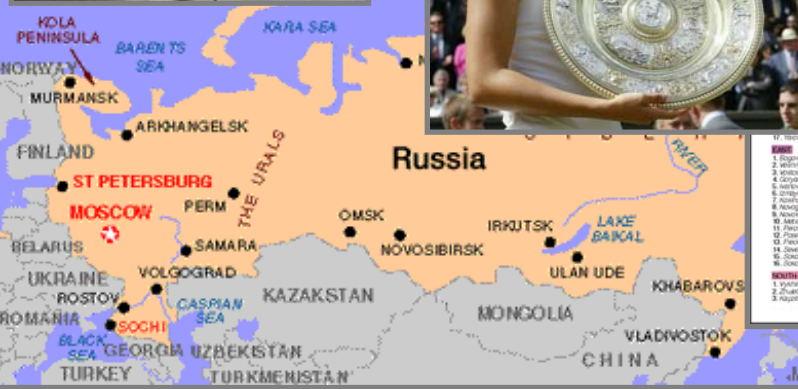 KOLA
PENINSULA
BARENTS
SEA
KARA SEA
NORWAY
MURMANSK
ARKHANGELSK
FINLAND
ST PETERSBURG
MOSCOW
PERM
THE URALS
Russia
RIVER
OMSK
NOVOSIBIRSK
IRKUTSK
LAKE
BAIKAL
ULAN UDE
BELARUS
SAMARA
UKRAINE
VOLGOGRAD
ROSTOV
CASPIAN
SEA
KAZAKSTAN
MONGOLIA
KHABAROVS
ROMANIA
SOCHI
BLACK
SEA
GEORGIA
UZBEKISTAN
VLADIVOSTOK
CHINA
TURKEY
TURKMENISTAN
EAST
SOUTH